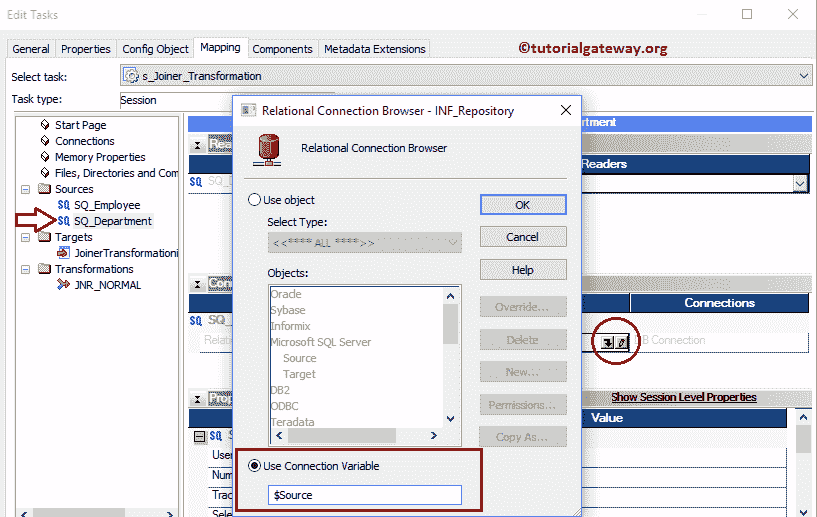 Edit Tasks
General Properties Config Object Mapping Components Metadata Extensions
©tutorialgateway.org
Select task: s_Joiner_Transformation
Task type: Session
Start Page
Connections
Memory Properties
Files, Directories and Com
Sources
SQ_Employee
SQ_Department
Targets
JoinerTransformationi
Transformations
JNR_NORMAL
Relational Connection Browser - INF_Repository
Relational Connection Browser
Use object
Select Type:
<<**** ALL ****>>
Objects:
Oracle
Sybase
Informix
Microsoft SQL Server
Source
Target
DB2
ODBC
Teradata
Use Connection Variable
$Source
OK
Cancel
Help
Override...
Delete
New...
Permissions...
Copy As...
Readers
Connections
DB Connection
Show Session Level Properties
Value